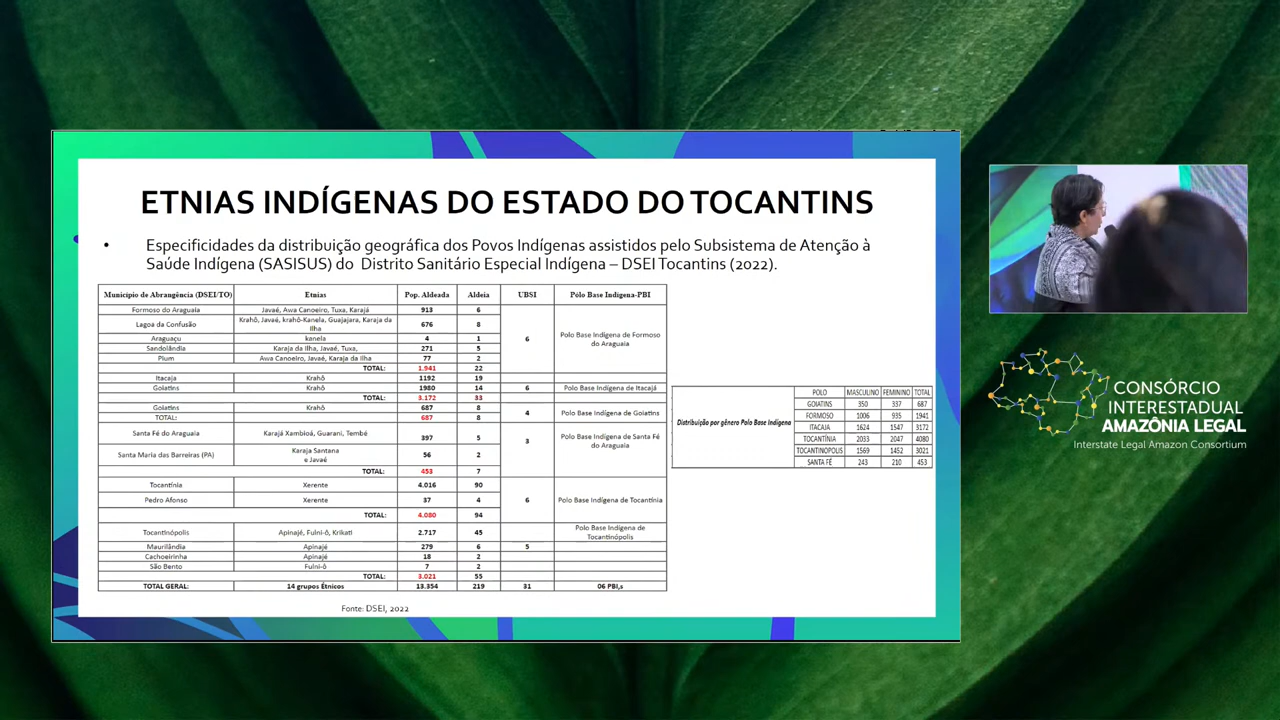 ETNIAS INDÍGENAS DO ESTADO DO TOCANTINS
• Especificidades da distribuição geográfica dos Povos Indígenas assistidos pelo Subsistema de Atenção à
Saúde Indígena (SASISUS) do Distrito Sanitário Especial Indígena – DSEI Tocantins (2022).
Município de Abrangência (DSEI/TO) Etnias Pop. Aldeada Aldeia UBSI Pólo Base Indígena-PBI
Formoso do Araguaia Javaé, Awa Canoeiro, Tuxa, Karajá 913 6
Lagoa da Confusão Krahô, Javaé, krahô-Kanela, Guajajara, Karaja da Ilha 676 8
Araguaçu kanela 4 1 6 Polo Base Indígena de Formoso do Araguaia
Sandolândia Karaja da Ilha, Javaé, Tuxa, 271 5
Pium Awa Canoeiro, Javaé, Karaja da Ilha 77 2
TOTAL: 1.941 22
Itacaja Krahô 1192 19
Goiatins Krahô 1980 14 6 Polo Base Indígena de Itacajá
TOTAL: 3.172 33
Goiatins Krahô 687 8 4 Polo Base Indígena de Goiatins
TOTAL: 687 8
Santa Fé do Araguaia Karajá Xambioá, Guarani, Tembé 397 5 3 Polo Base Indígena de Santa Fé do Araguaia
Santa Maria das Barreiras (PA) Karaja Santana e Javaé 56 2
TOTAL: 453 7
Tocantínia Xerente 4.016 90
Pedro Afonso Xerente 37 4 6 Polo Base Indígena de Tocantínia
TOTAL: 4.080 94
Tocantinópolis Apinajé, Fulni-ô, Krikati 2.717 45 Polo Base Indígena de Tocantinópolis
Maurilândia Apinajé 279 6 5
Cachoeirinha Apinajé 18 2
São Bento Fulni-ô 7 2
TOTAL: 3.021 55
TOTAL GERAL: 14 grupos Étnicos 13.354 219 31 06 PBI,s
Fonte: DSEI, 2022
Distribuição por gênero Polo Base Indígena
POLO MASCULINO FEMININO TOTAL
GOIATINS 350 337 687
FORMOSO 1006 935 1941
ITACAJA 1624 1547 3172
TOCANTÍNIA 2033 2047 4080
TOCANTINOPOLIS 1569 1452 3021
SANTA FÉ 243 210 453
CONSÓRCIO
INTERESTADUAL
AMAZÔNIA LEGAL
Interstate Legal Amazon Consortium